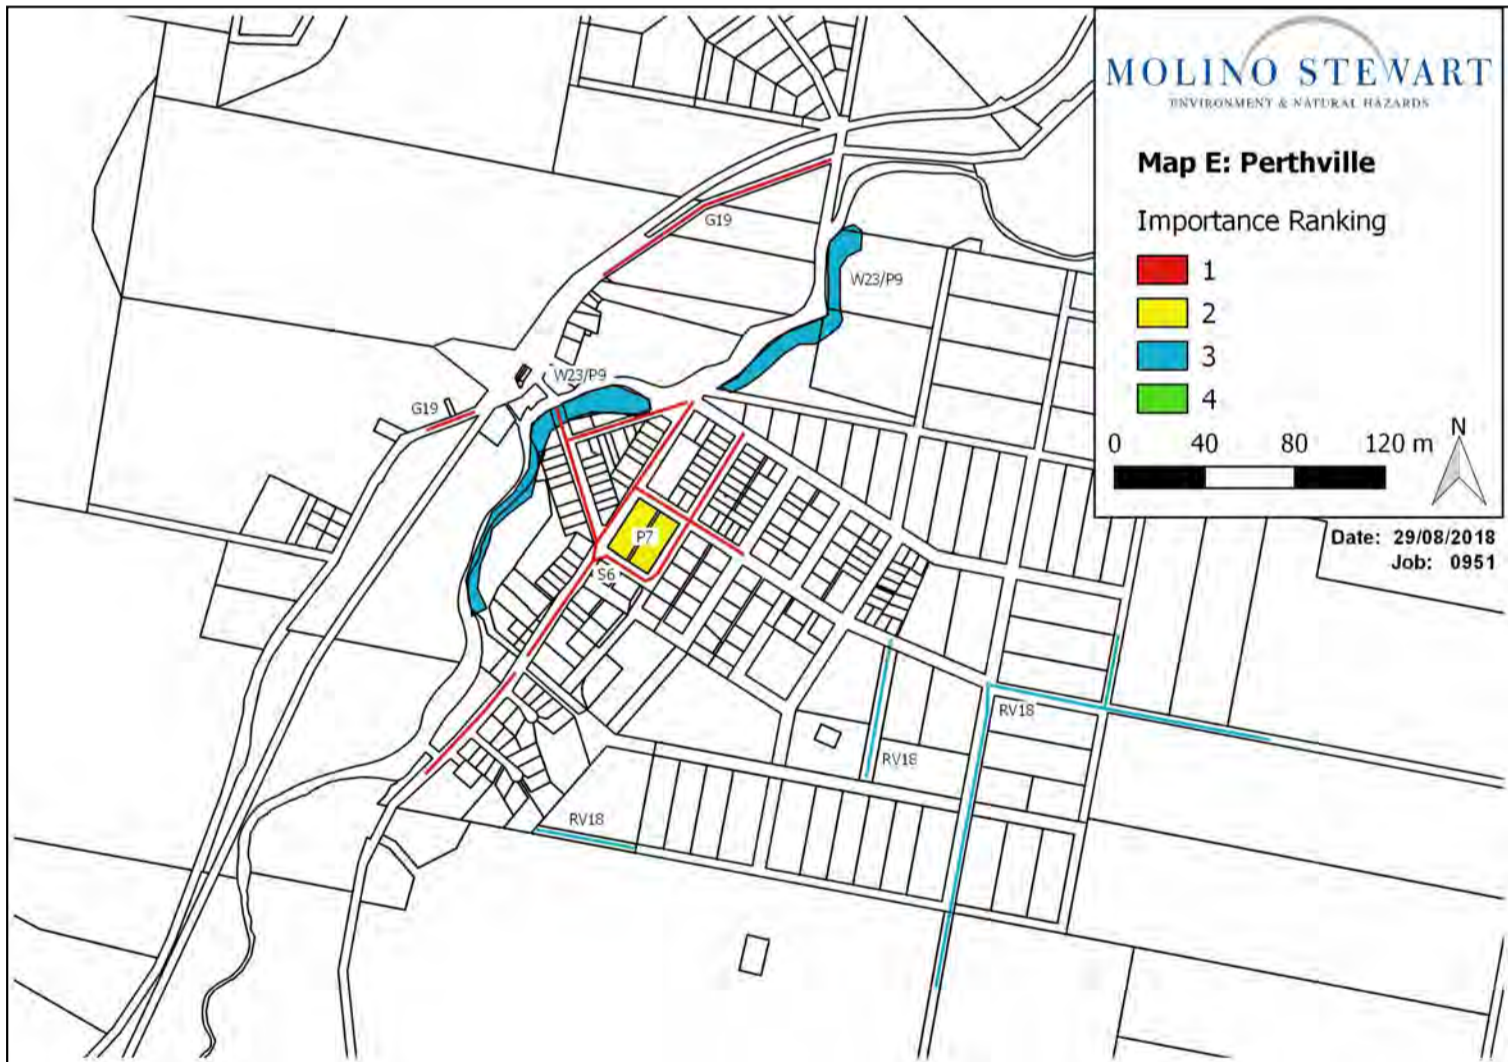 MOLINO STEWART
ENVIRONMENT & NATURAL HAZARDS
Map E: Perthville
Importance Ranking
1
2
3
4
0 40 80 120 m
N
Date: 29/08/2018
Job: 0951
G19
W23/P9
W23/P9
G19
P7
S6
RV18
RV18
RV18